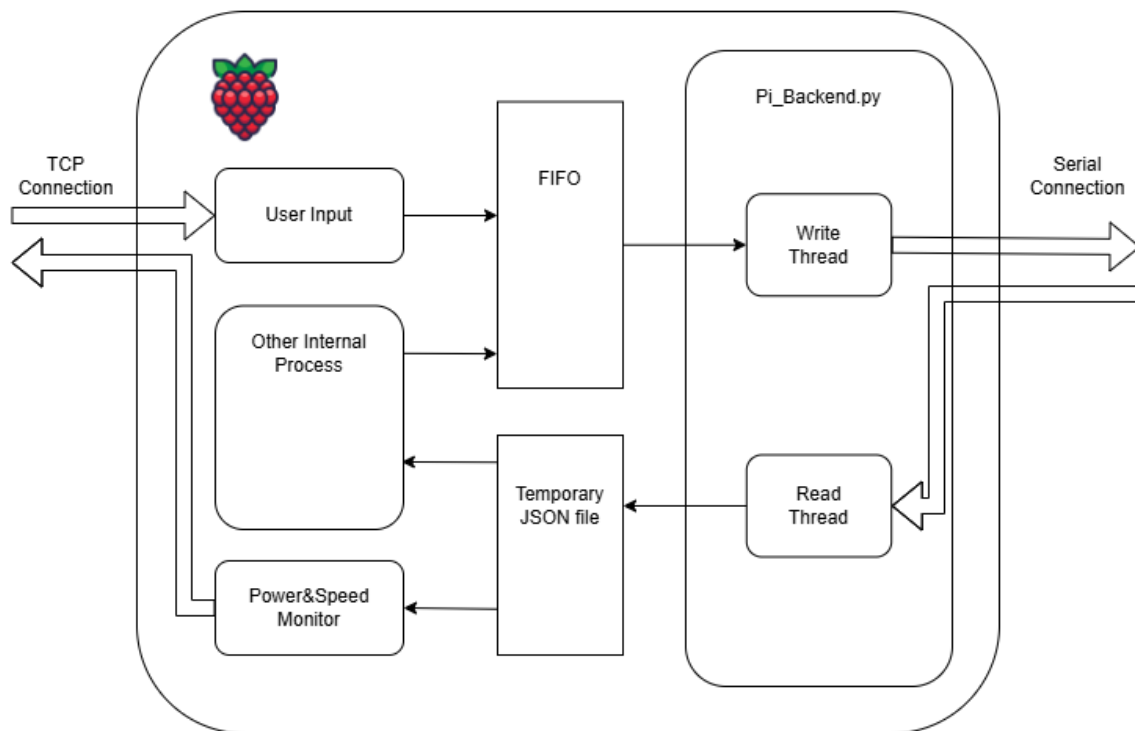 Pi_Backend.py
TCP
Connection
User Input
FIFO
Serial
Connection
Write
Thread
Other Internal
Process
Temporary
JSON file
Read
Thread
Power&Speed
Monitor